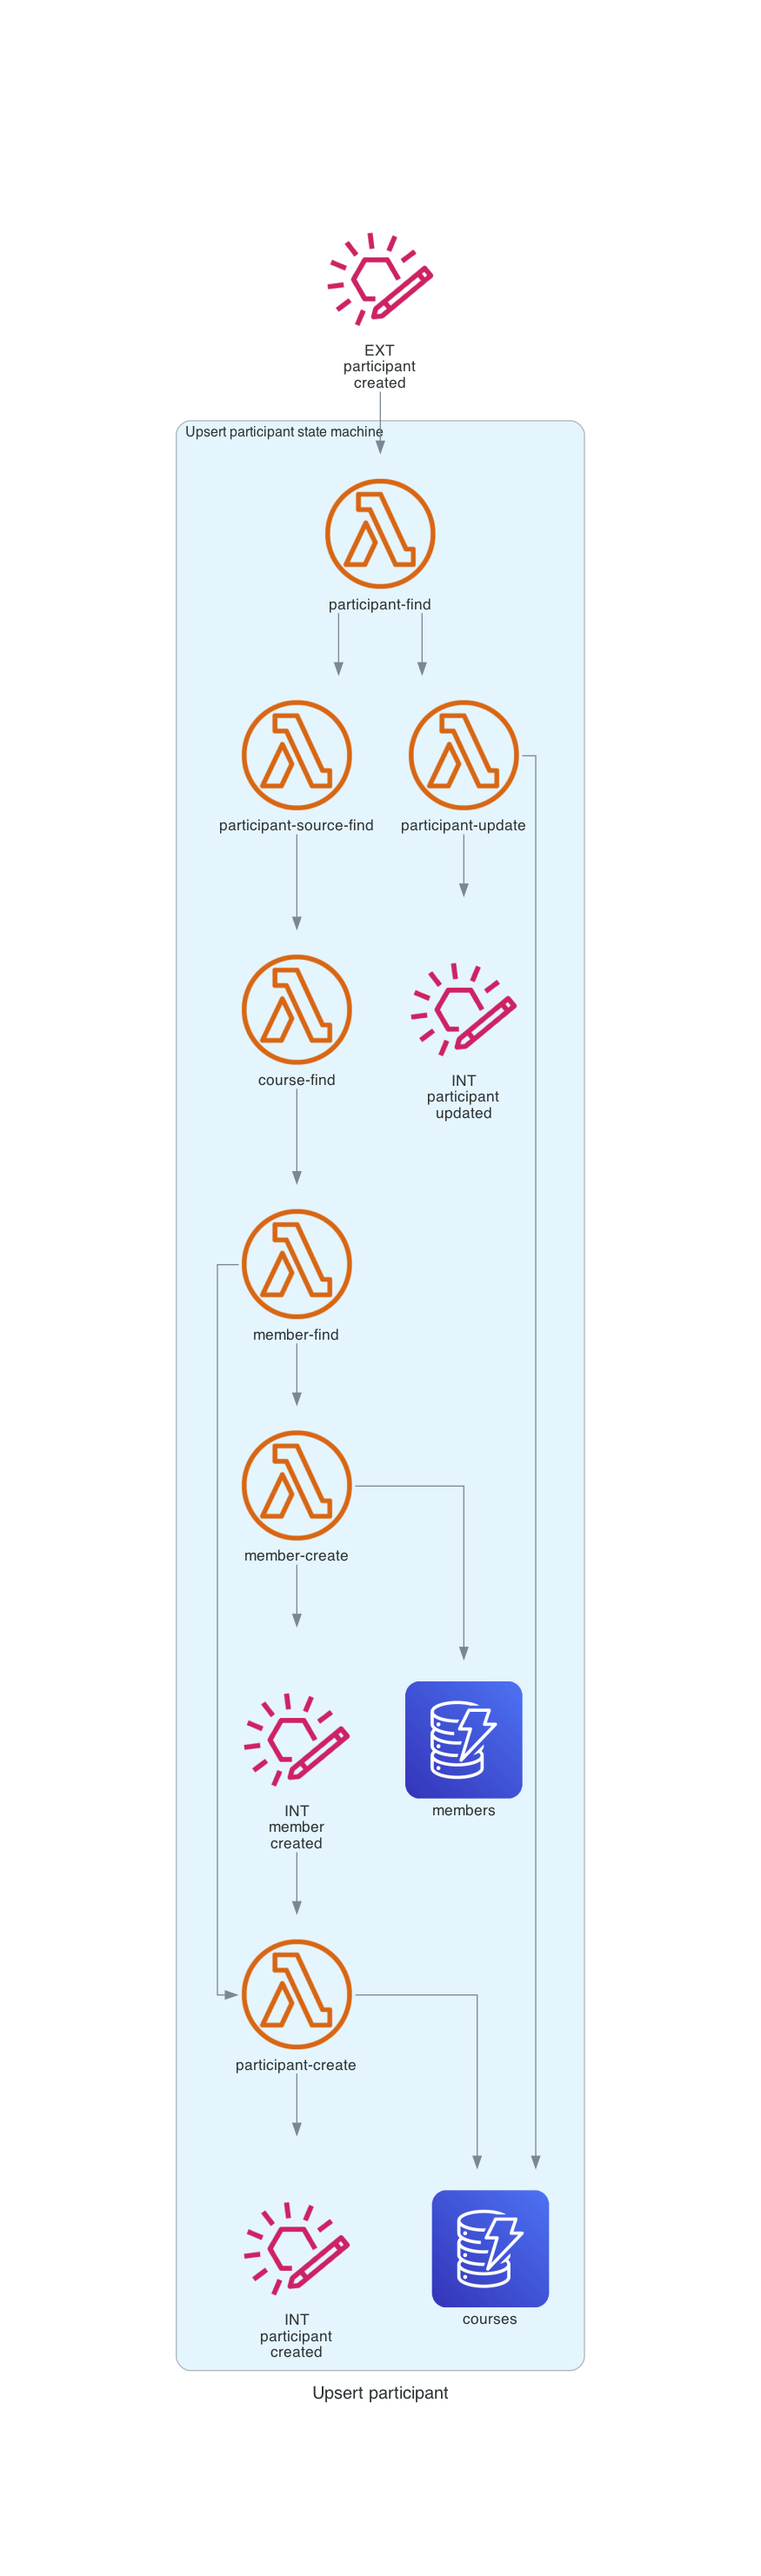 EXT
participant
created
Upsert participant state machine
participant-find
participant-source-find
participant-update
course-find
INT
participant
updated
member-find
member-create
INT
member
created
members
participant-create
INT
participant
created
courses
Upsert participant